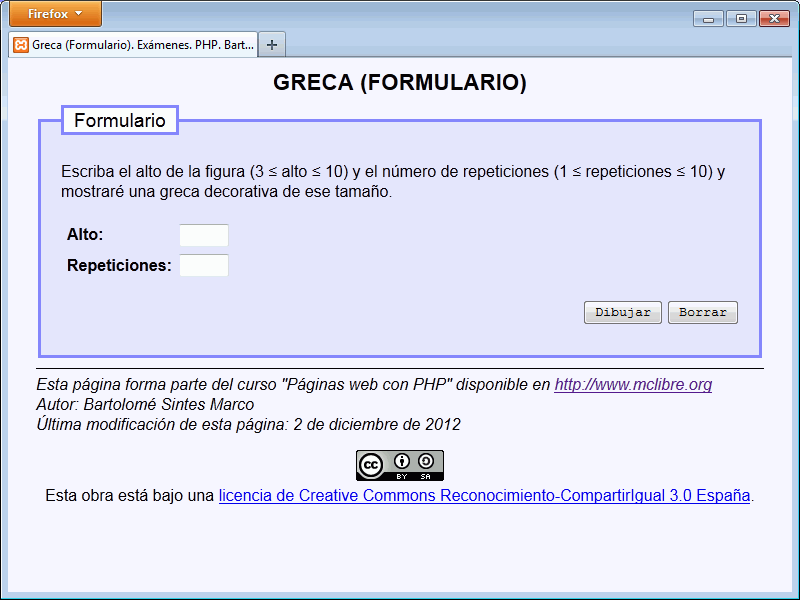 Firefox
Greca (Formulario). Exámenes. PHP. Bart...
GRECA (FORMULARIO)
Formulario
Escriba el alto de la figura (3 ≤ alto ≤ 10) y el número de repeticiones (1 ≤ repeticiones ≤ 10) y
mostraré una greca decorativa de ese tamaño.
Alto:
Repeticiones:
Dibujar Borrar
Esta página forma parte del curso "Páginas web con PHP" disponible en http://www.mclibre.org
Autor: Bartolomé Sintes Marco
Última modificación de esta página: 2 de diciembre de 2012
cc BY SA
Esta obra está bajo una licencia de Creative Commons Reconocimiento-CompartirIgual 3.0 España.